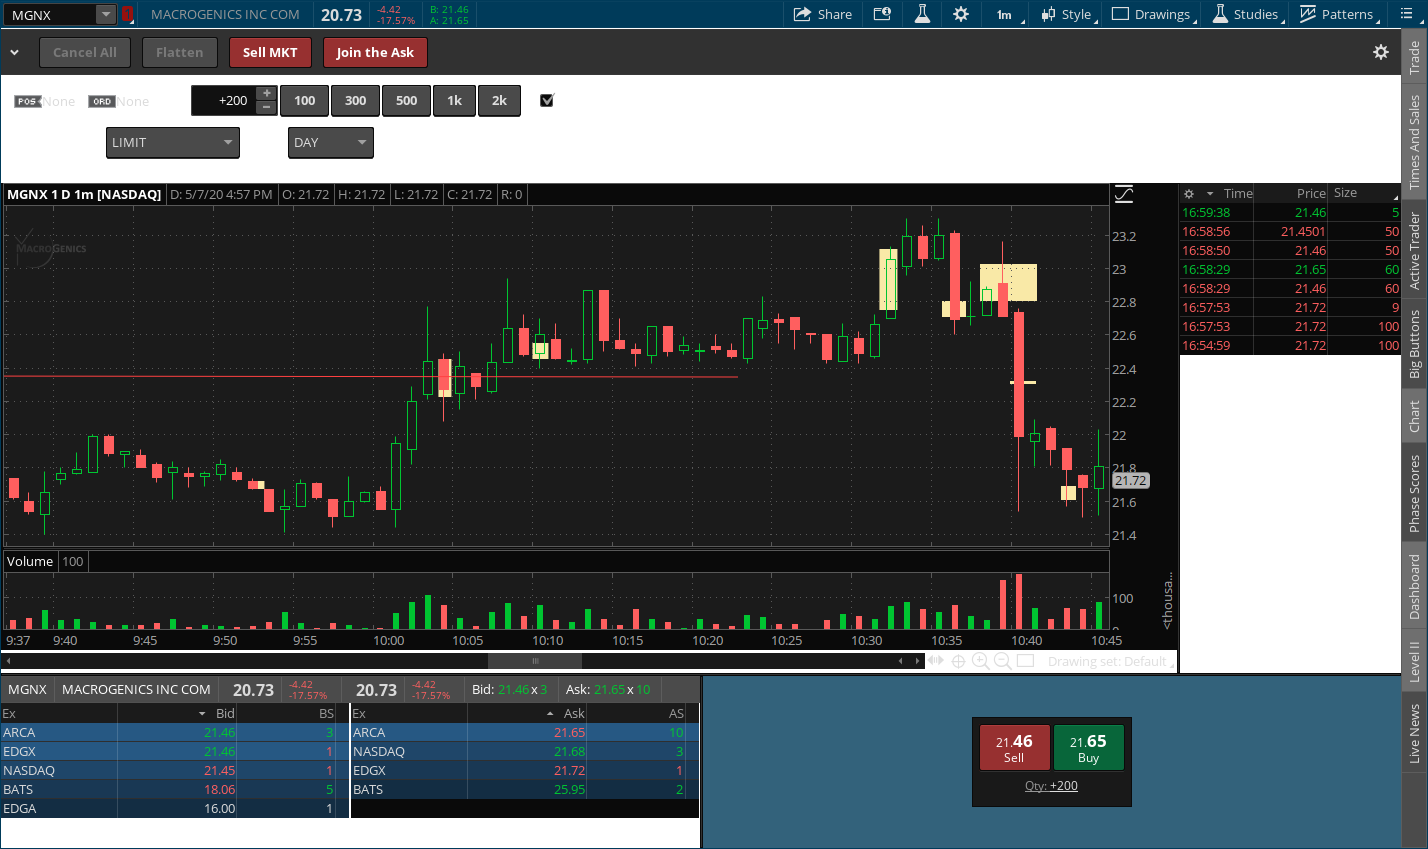 MGNX 1 MACROGENICS INC COM 20.73 -4.42 -17.57% B: 21.46 A: 21.65 Share 1m Style Drawings Studies Patterns
Cancel All Flatten Sell MKT Join the Ask
POS None ORD None +200 100 300 500 1k 2k
LIMIT DAY
MGNX 1 D 1m [NASDAQ] D: 5/7/20 4:57 PM O: 21.72 H: 21.72 L: 21.72 C: 21.72 R: 0
MACROGENICS
23.2
23
22.8
22.6
22.4
22.2
22
21.8
21.72
21.6
21.4
Volume 100
100
0
<thousa...
9:37 9:40 9:45 9:50 9:55 10:00 10:05 10:10 10:15 10:20 10:25 10:30 10:35 10:40 10:45
Drawing set: Default
Time Price Size
16:59:38 21.46 5
16:58:56 21.4501 50
16:58:50 21.46 50
16:58:29 21.65 60
16:58:29 21.46 60
16:57:53 21.72 9
16:57:53 21.72 100
16:54:59 21.72 100
Trade
Times And Sales
Active Trader
Big Buttons
Chart
Phase Scores
Dashboard
Level II
Live News
MGNX MACROGENICS INC COM 20.73 -4.42 -17.57% 20.73 -4.42 -17.57% Bid: 21.46 x 3 Ask: 21.65 x 10
Ex Bid BS Ex Ask AS
ARCA 21.46 3 ARCA 21.65 10
EDGX 21.46 1 NASDAQ 21.68 3
NASDAQ 21.45 1 EDGX 21.72 1
BATS 18.06 5 BATS 25.95 2
EDGA 16.00 1
21.46 21.65
Sell Buy
Qty: +200